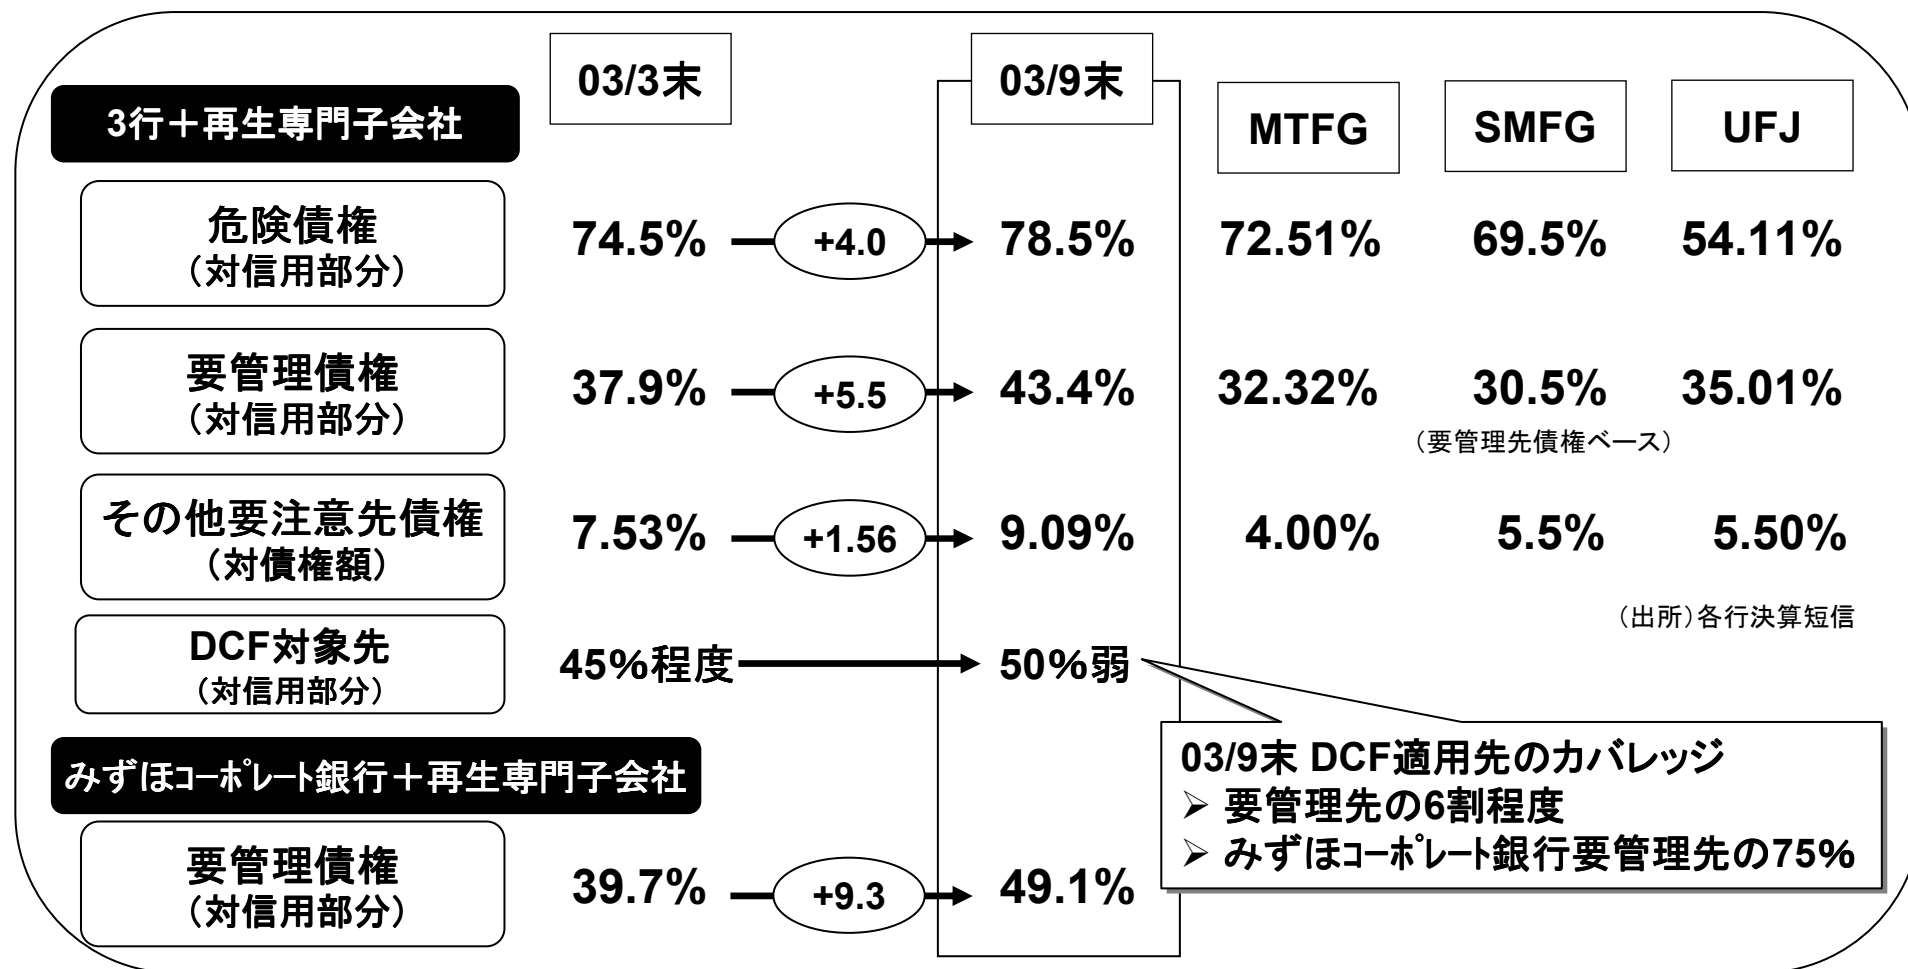 03/3末
03/9末
MTFG
SMFG
UFJ
3行+再生専門子会社
危険債権
(対信用部分)
74.5%
+4.0
78.5%
72.51%
69.5%
54.11%
要管理債権
(対信用部分)
37.9%
+5.5
43.4%
32.32%
30.5%
35.01%
(要管理先債権ベース)
その他要注意先債権
(対債権額)
7.53%
+1.56
9.09%
4.00%
5.5%
5.50%
(出所)各行決算短信
DCF対象先
(対信用部分)
45%程度
50%弱
03/9末 DCF適用先のカバレッジ
➢ 要管理先の6割程度
➢ みずほコーポレート銀行要管理先の75%
みずほコーポレート銀行+再生専門子会社
要管理債権
(対信用部分)
39.7%
+9.3
49.1%